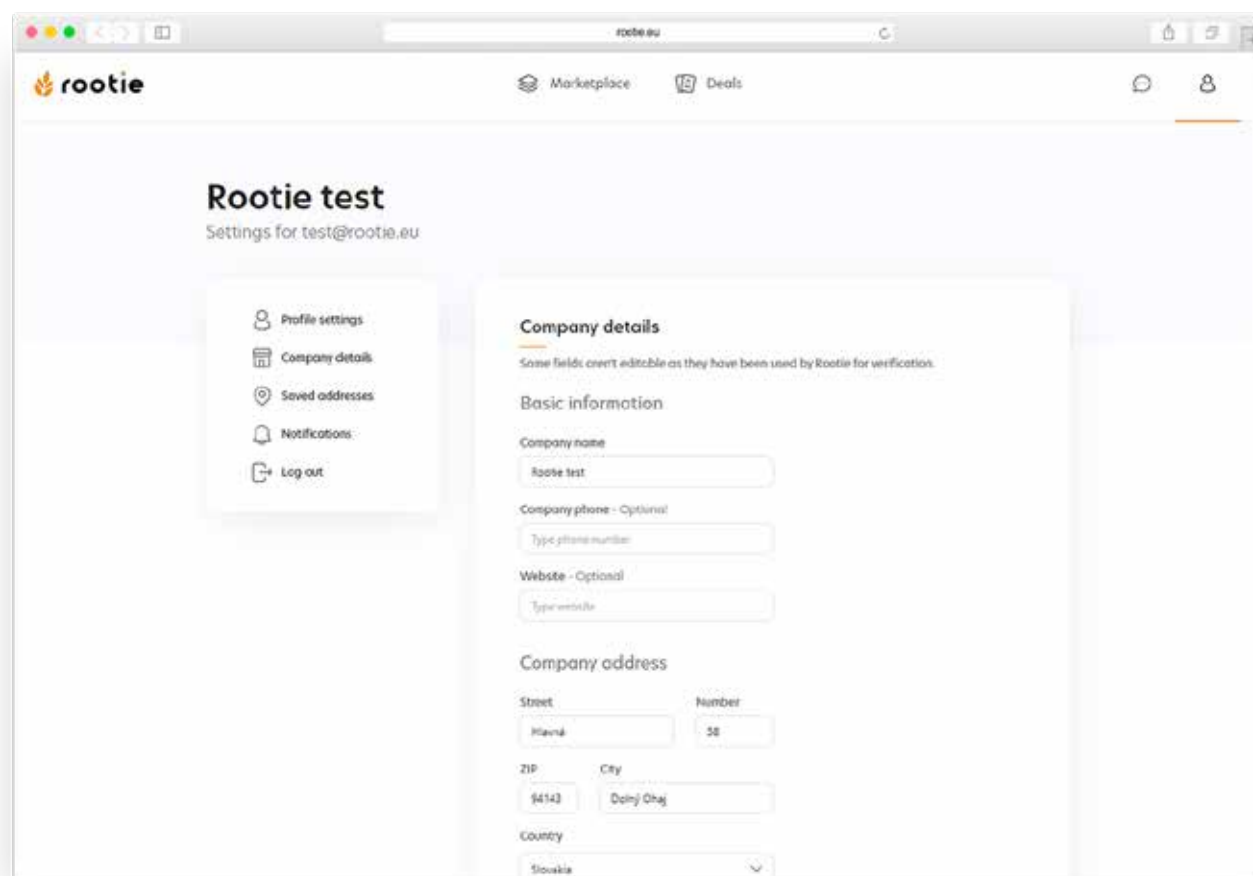 rootie.eu
rootie
Marketplace
Deals
Rootie test
Settings for test@rootie.eu
Profile settings
Company details
Saved addresses
Notifications
Log out
Company details
Some fields aren't editable as they have been used by Rootie for verification.
Basic information
Company name
Rootie test
Company phone - Optional
Type phone number
Website - Optional
Type website
Company address
Street Number
Hlavná 58
ZIP City
94143 Dolný Ohaj
Country
Slovakia